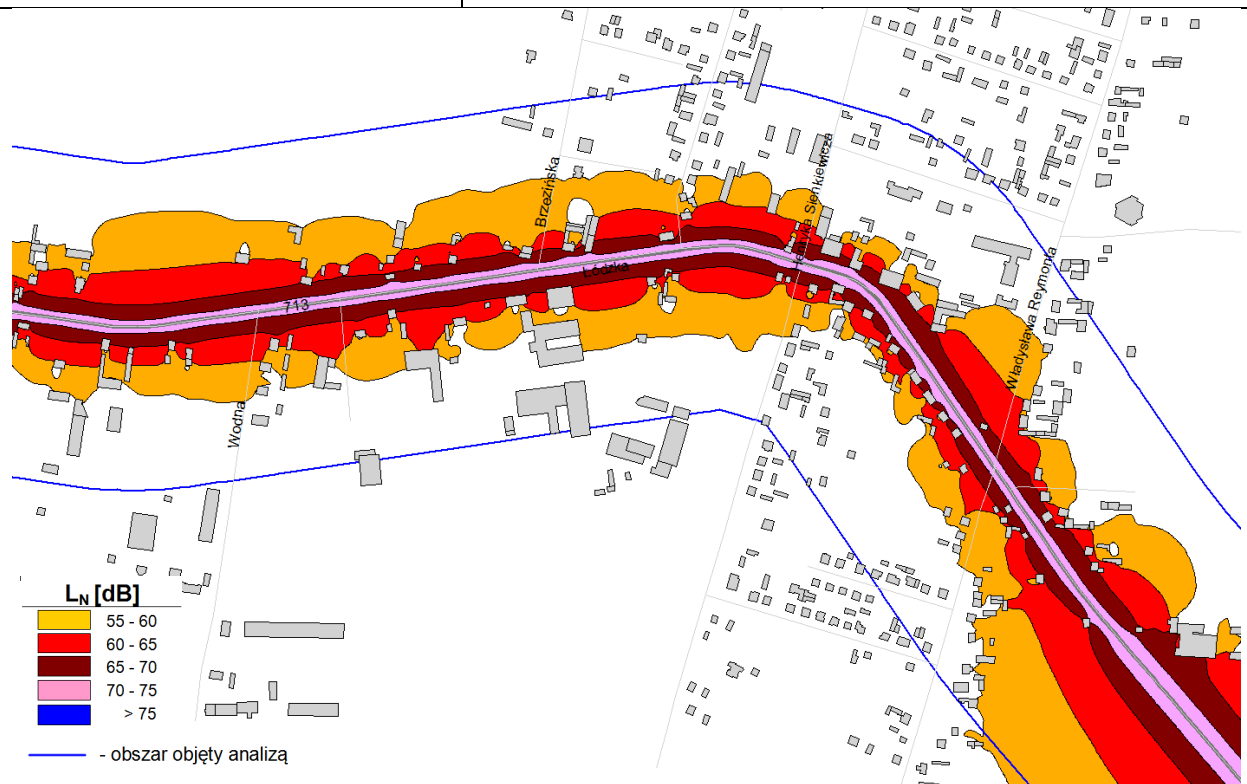 Brzezińska
Henryka Sienkiewicza
Łódzka
Władysława Reymonta
713
Wodna
L_N [dB]
55 - 60
60 - 65
65 - 70
70 - 75
> 75
- obszar objęty analizą